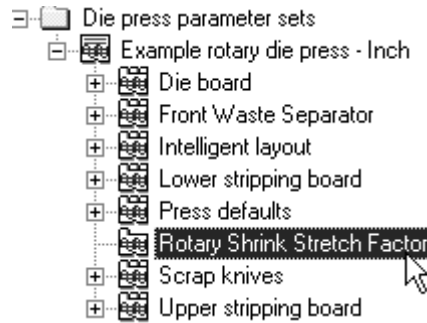 Die press parameter sets
Example rotary die press - Inch
Die board
Front Waste Separator
Intelligent layout
Lower stripping board
Press defaults
Rotary Shrink Stretch Factor
Scrap knives
Upper stripping board